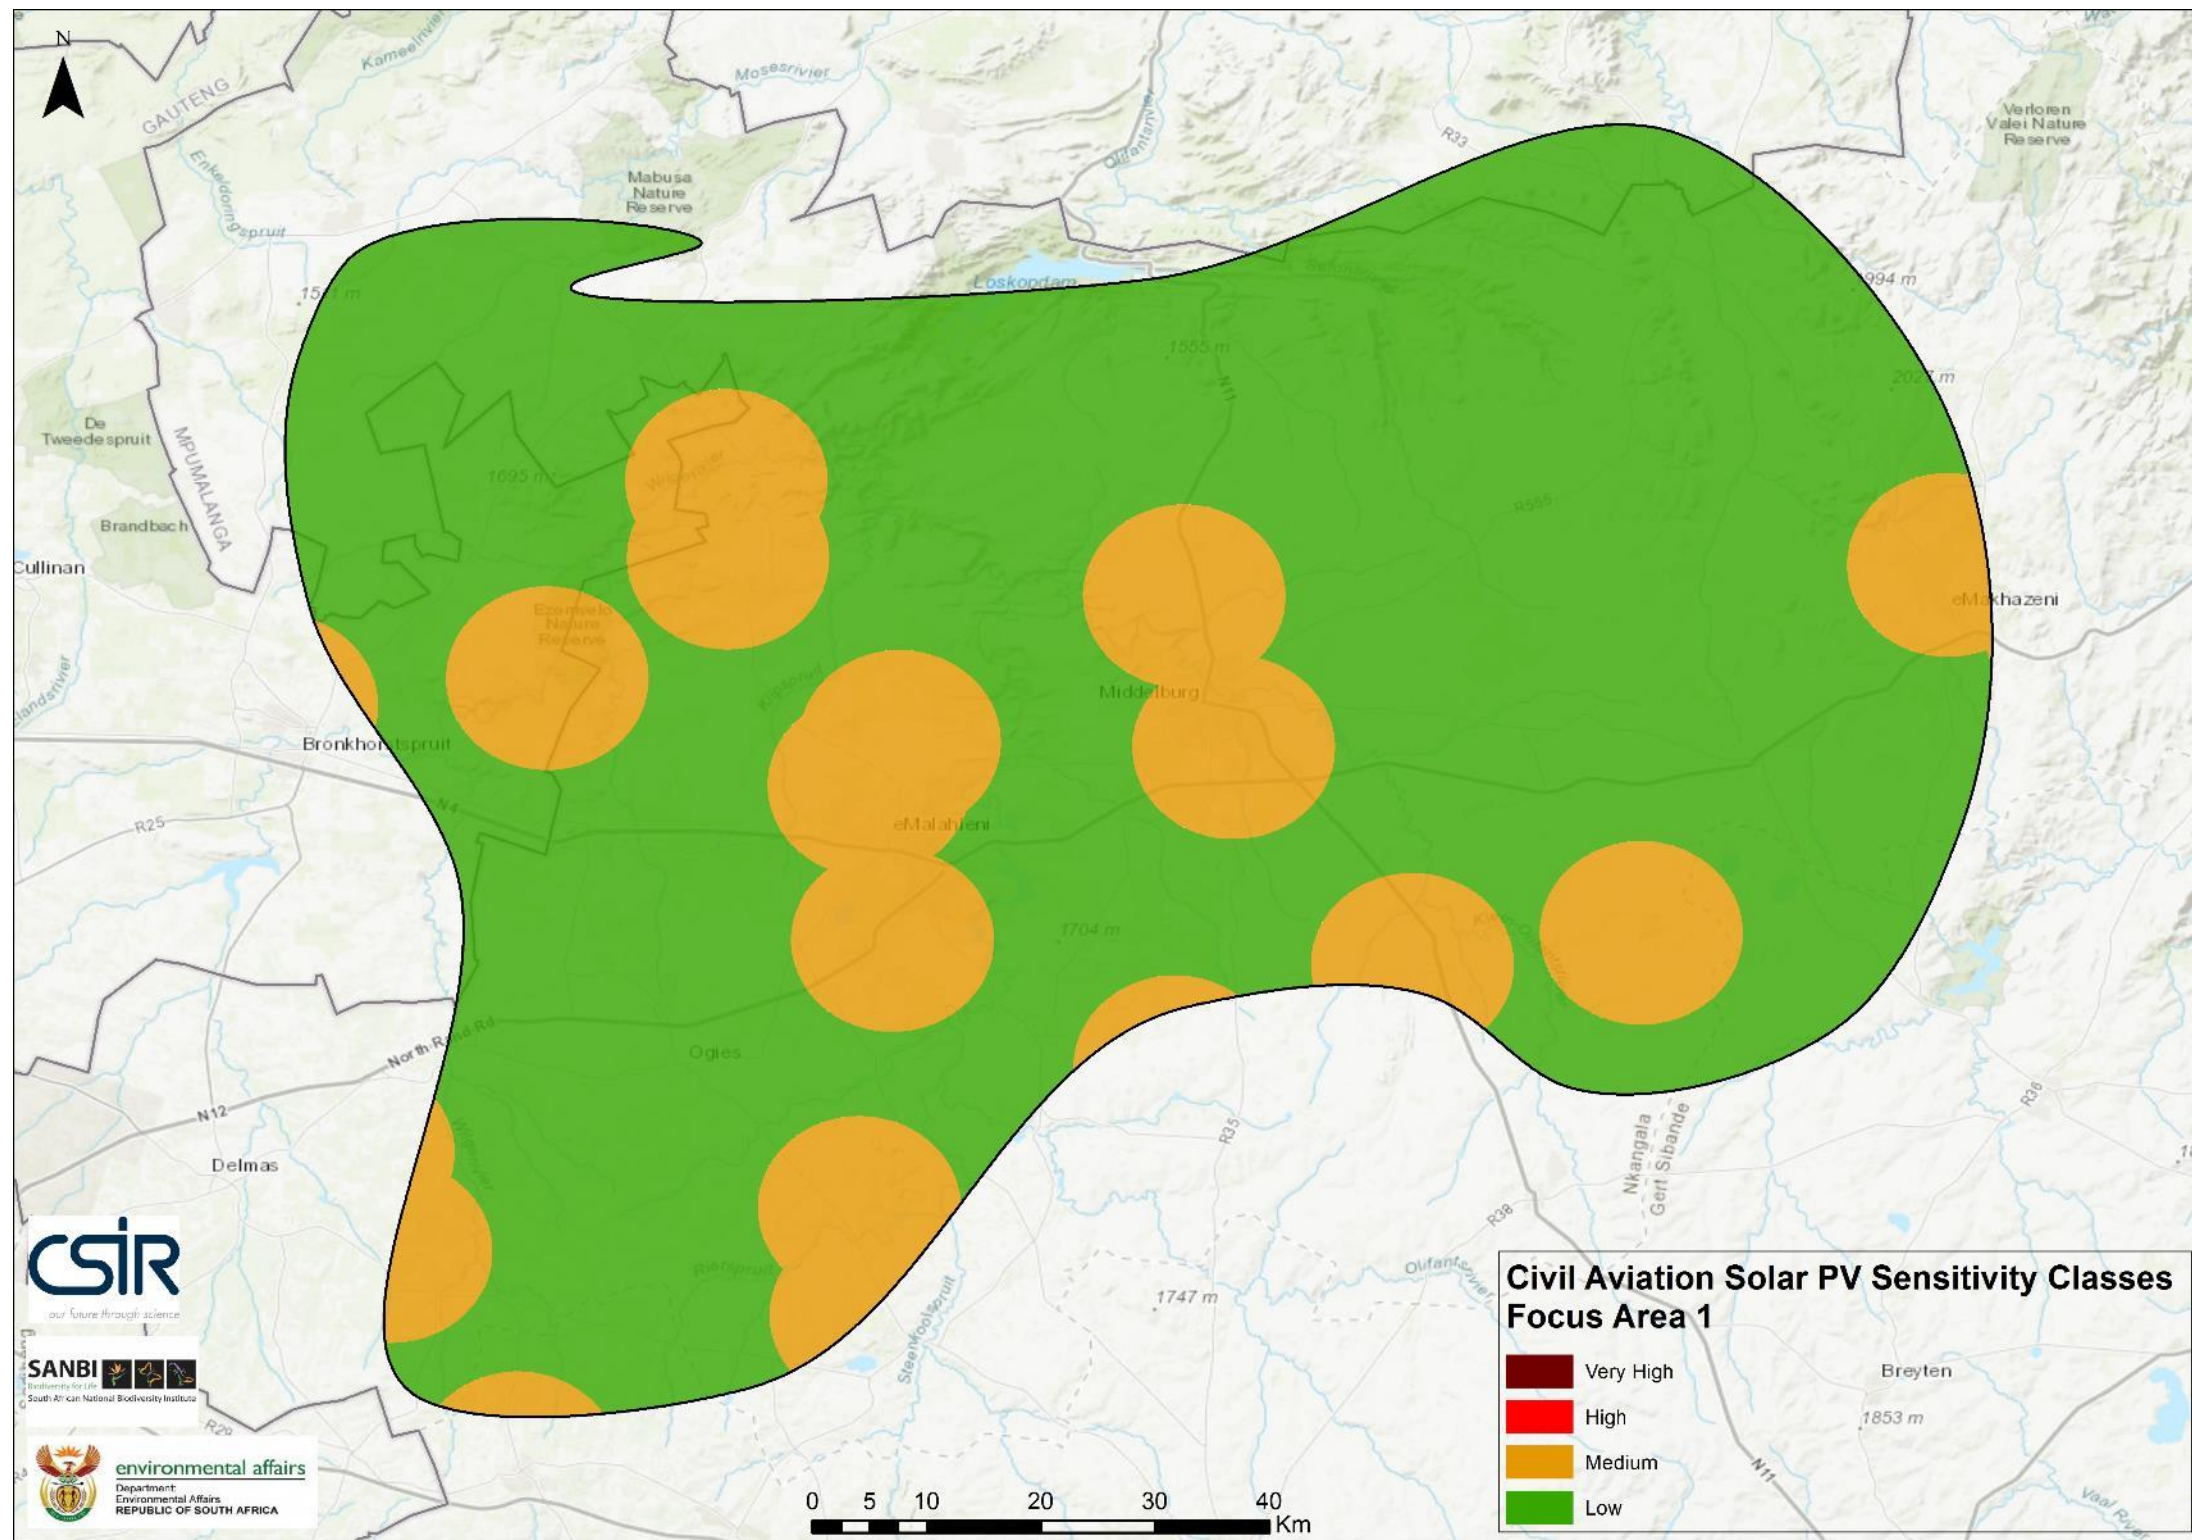 N
Kameelrivier
GAUTENG
Mosesrivier
Olifantsrivier
R33
Verloren
Valei Nature
Reserve
Enkeldoringspruit
Mabusa
Nature
Reserve
Loskopdam
994 m
1555 m
N11
De
Tweedespruit
MPUMALANGA
1695 m
R555
Brandbach
Cullinan
Ezemvelo
Nature
Reserve
eMakhazeni
Klipspruit
Middelburg
Bronkhorstspruit
N4
R25
eMalahleni
1704 m
North Rand Rd
Ogies
N12
Delmas
R35
R36
Nkangala
Gert Sibande
R38
Rietspruit
Olifantsrivier
1747 m
Steenkoolspruit
Breyten
1853 m
N11
R29
CSIR
our future through science
SANBI
Biodiversity for Life
South African National Biodiversity Institute
environmental affairs
Department:
Environmental Affairs
REPUBLIC OF SOUTH AFRICA
0 5 10 20 30 40
Km
Civil Aviation Solar PV Sensitivity Classes
Focus Area 1
Very High
High
Medium
Low